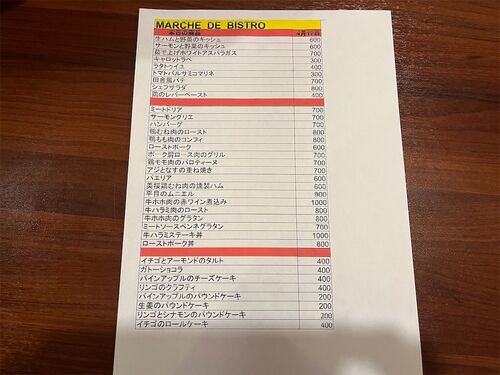 MARCHE DE BISTRO
本日の商品 4月17日
生ハムと野菜のキッシュ 600
サーモンと野菜のキッシュ 600
茹で上げホワイトアスパラガス 700
キャロットラペ 300
ラタトゥイユ 400
トマトバルサミコマリネ 300
田舎風パテ 700
シェフサラダ 800
鶏のレバーペースト 400
ミートドリア 700
サーモングリエ 700
ハンバーグ 700
鴨むね肉のロースト 800
鴨もも肉のコンフィ 800
ローストポーク 600
ポーク肩ロース肉のグリル 700
鶏モモ肉のバロティーヌ 700
アジとなすの重ね焼き 700
パエリア 600
美桜鶏むね肉の燻製ハム 600
平目のムニエル 900
牛ホホ肉の赤ワイン煮込み 1000
牛ハラミ肉のロースト 800
牛ホホ肉のグラタン 800
ミートソースペンネグラタン 700
牛ハラミステーキ丼 1000
ローストポーク丼 800
イチゴとアーモンドのタルト 400
ガトーショコラ 400
パインアップルのチーズケーキ 400
リンゴのクラフティ 400
パインアップルのパウンドケーキ 200
生姜のパウンドケーキ 200
リンゴとシナモンのパウンドケーキ 200
イチゴのロールケーキ 400